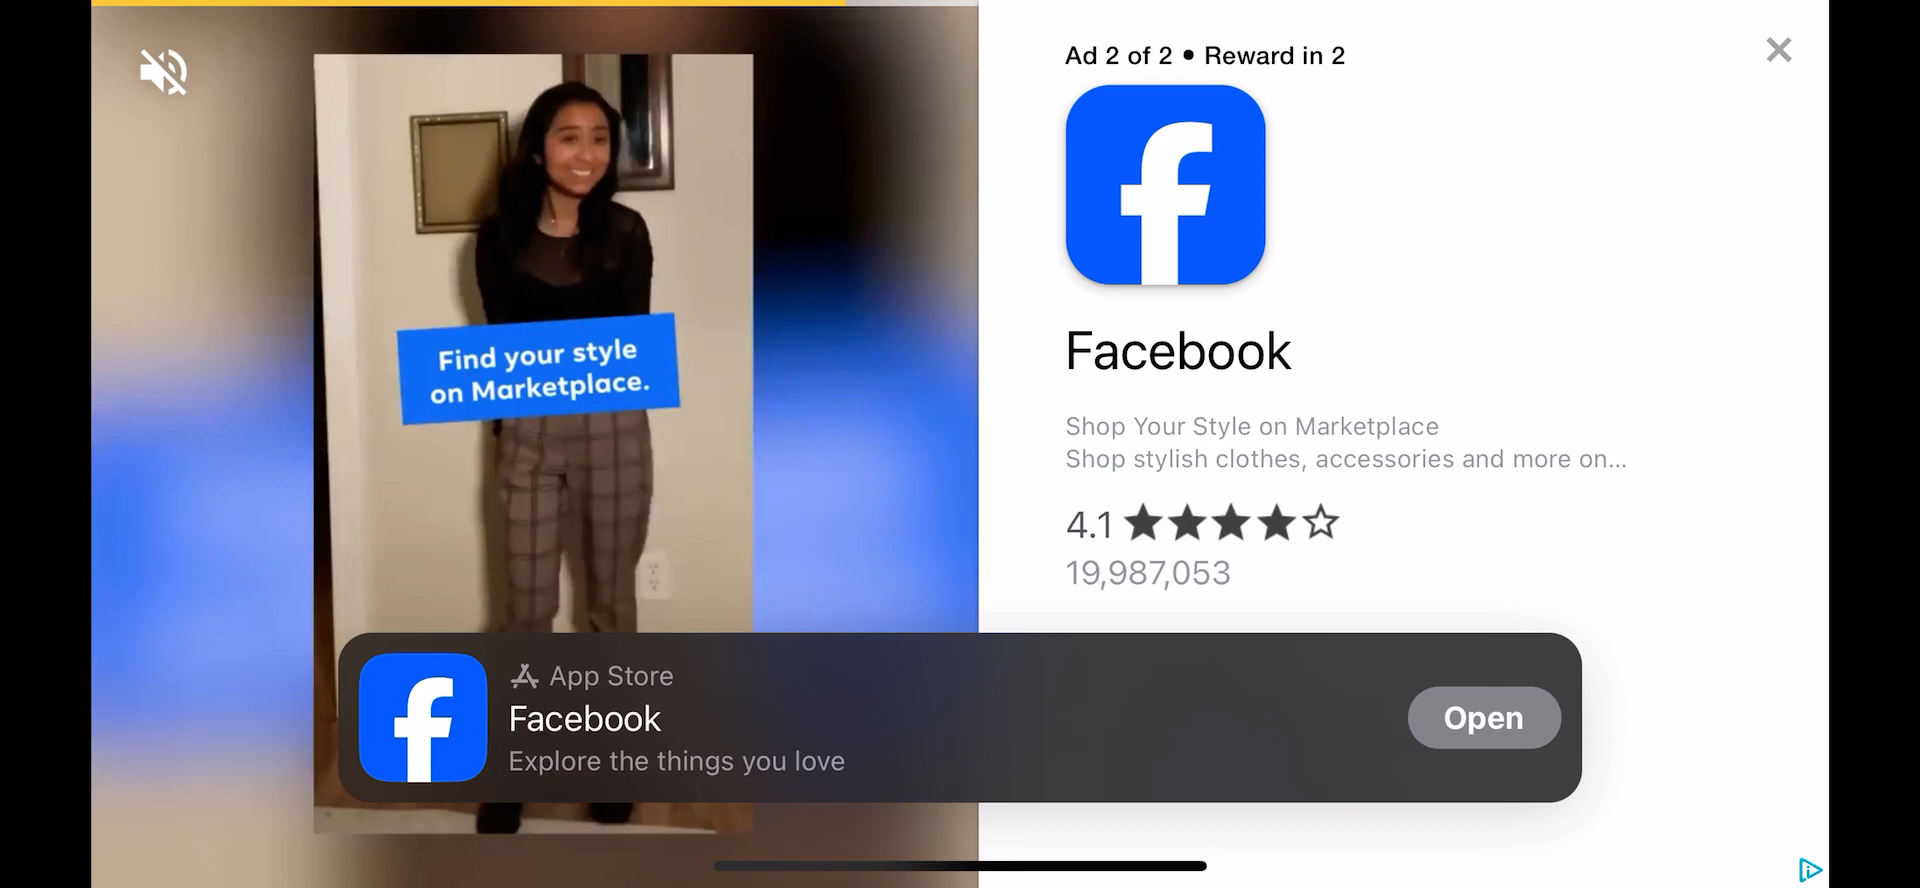 Ad 2 of 2 • Reward in 2
Find your style
on Marketplace.
Facebook
Shop Your Style on Marketplace
Shop stylish clothes, accessories and more on...
4.1
19,987,053
App Store
Facebook
Explore the things you love
Open